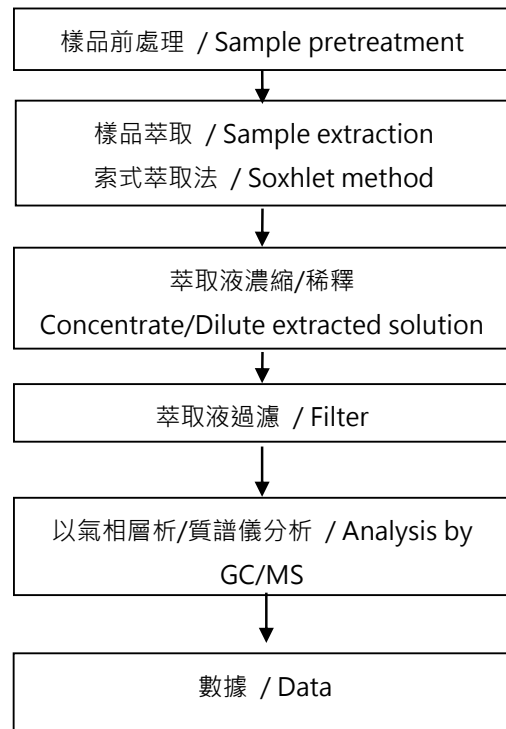 樣品前處理 / Sample pretreatment
樣品萃取 / Sample extraction
索式萃取法 / Soxhlet method
萃取液濃縮/稀釋
Concentrate/Dilute extracted solution
萃取液過濾 / Filter
以氣相層析/質譜儀分析 / Analysis by
GC/MS
數據 / Data